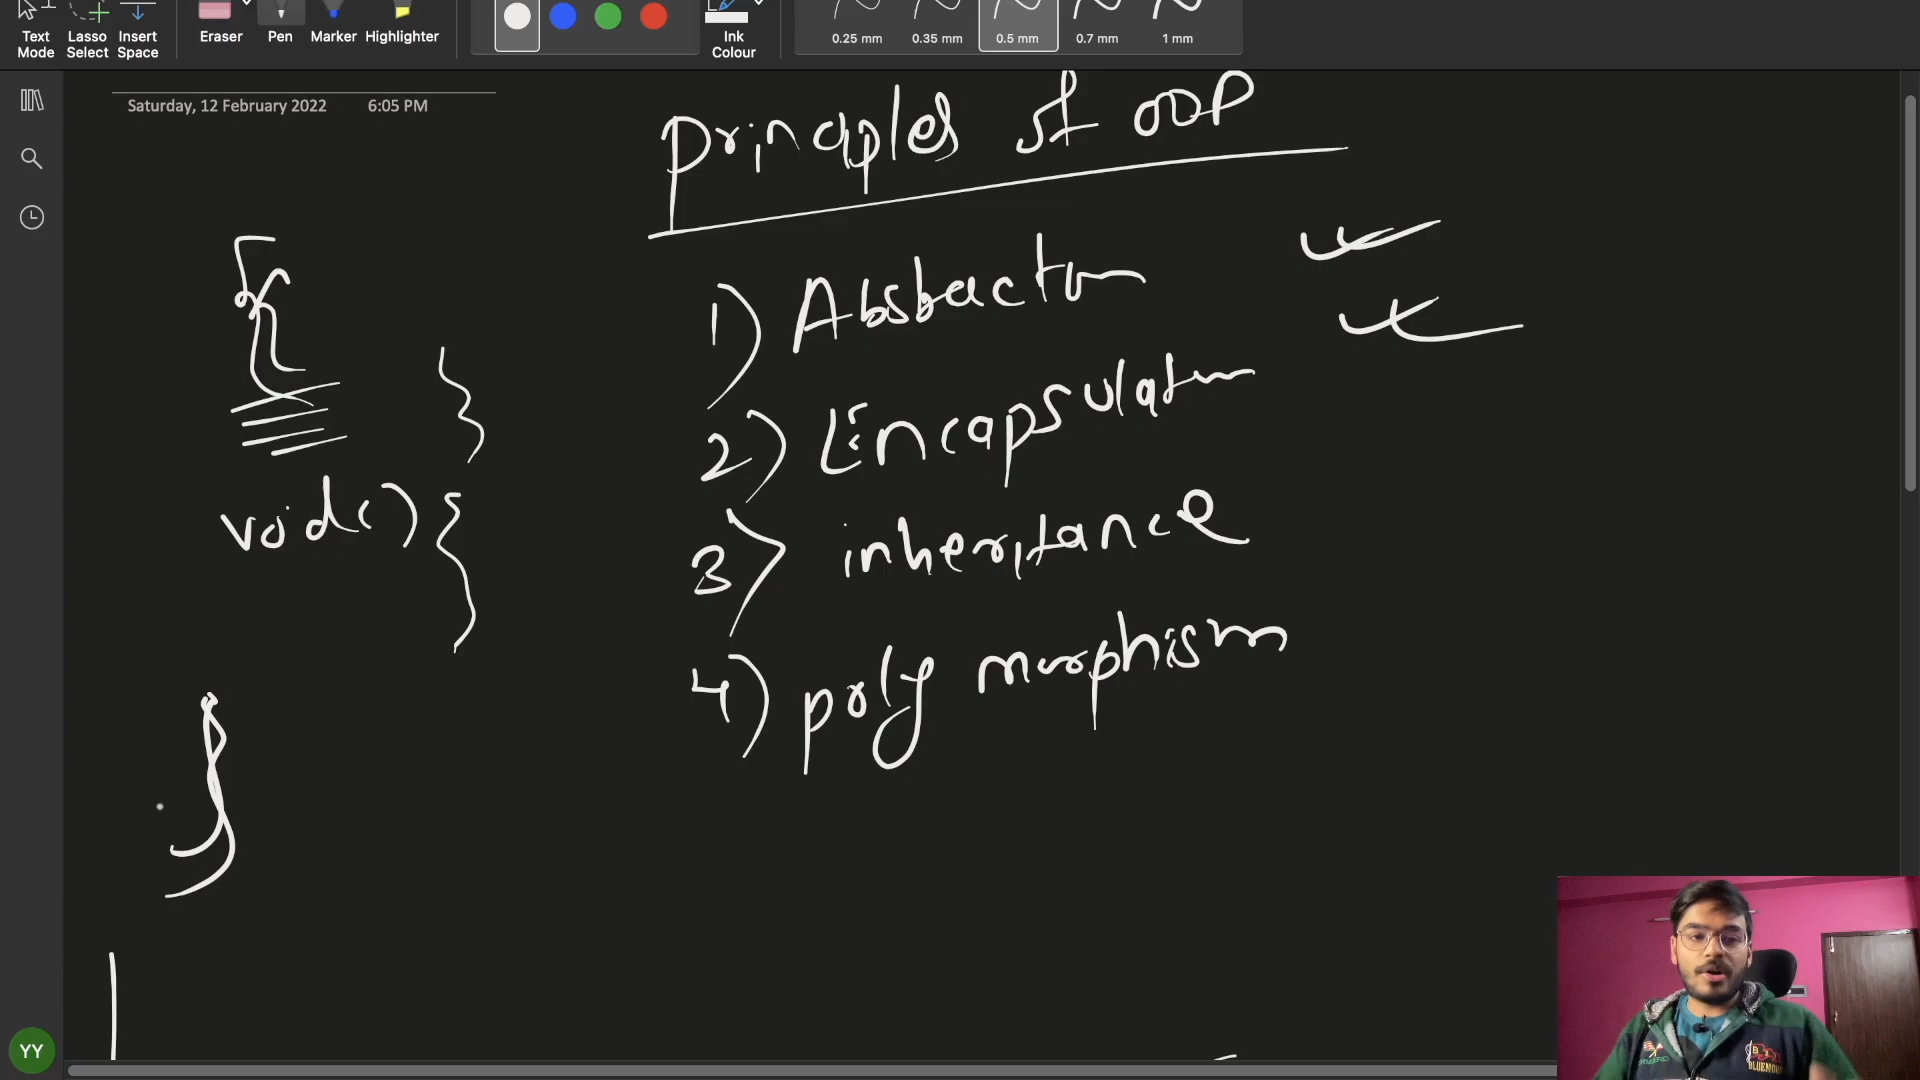 Text Mode
Lasso Select
Insert Space
Eraser
Pen
Marker
Highlighter
Ink Colour
0.25 mm
0.35 mm
0.5 mm
0.7 mm
1 mm
Saturday, 12 February 2022 6:05 PM
principles of OOP
1) Abstraction
2) Encapsulation
3) inheritance
4) poly morphism
void() {
YY